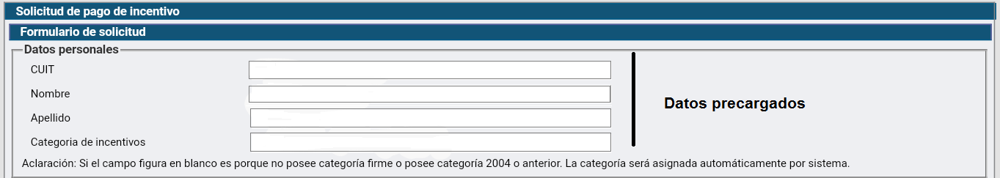 Solicitud de pago de incentivo
Formulario de solicitud
Datos personales
CUIT
Nombre
Datos precargados
Apellido
Categoria de incentivos
Aclaración: Si el campo figura en blanco es porque no posee categoría firme o posee categoría 2004 o anterior. La categoría será asignada automáticamente por sistema.